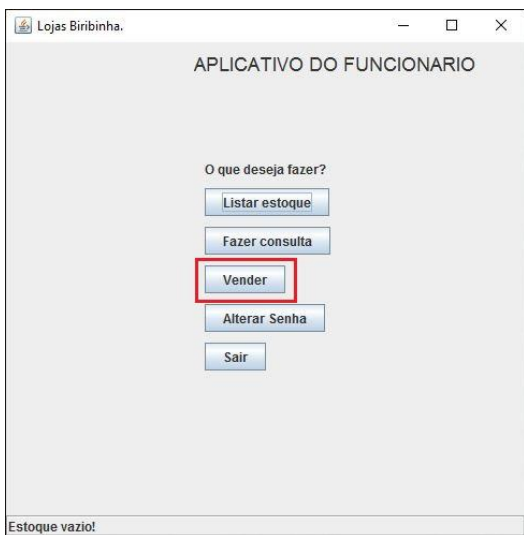 Lojas Biribinha.
APLICATIVO DO FUNCIONARIO
O que deseja fazer?
Listar estoque
Fazer consulta
Vender
Alterar Senha
Sair
Estoque vazio!